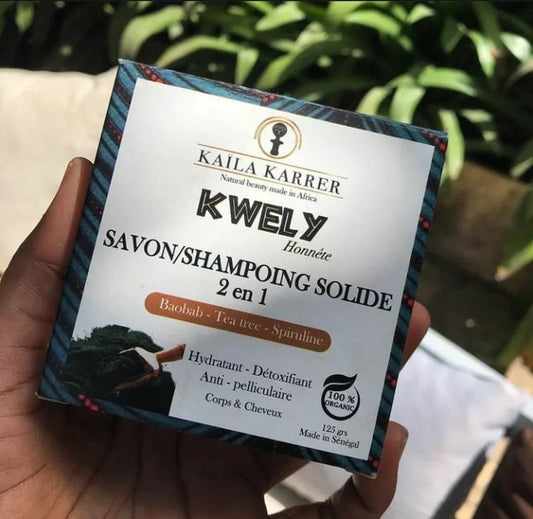 KAÏLA KARRER
Natural beauty made in Africa
KWELY
Honnête
SAVON/SHAMPOING SOLIDE
2 en 1
Baobab - Tea tree - Spiruline
Hydratant - Détoxifiant
Anti - pelliculaire
Corps & Cheveux
100 %
ORGANIC
125 grs
Made in Sénégal